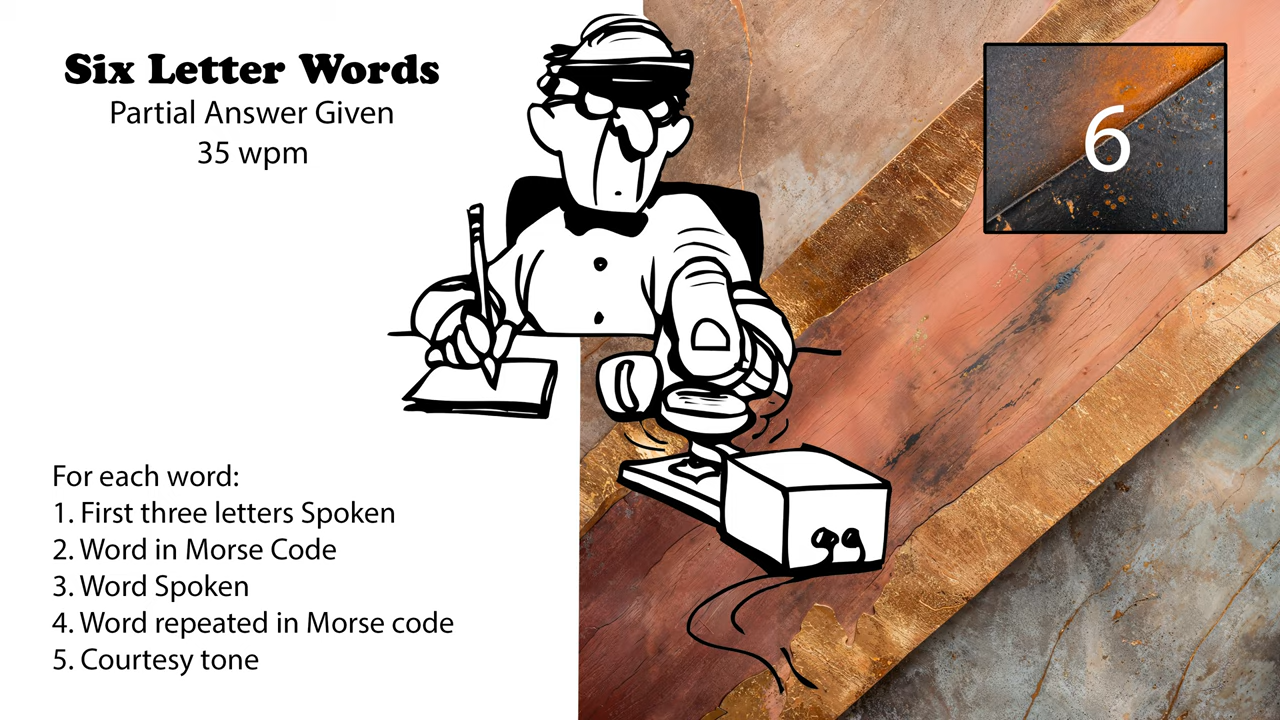 Six Letter Words
Partial Answer Given
35 wpm
6
For each word:
1. First three letters Spoken
2. Word in Morse Code
3. Word Spoken
4. Word repeated in Morse code
5. Courtesy tone